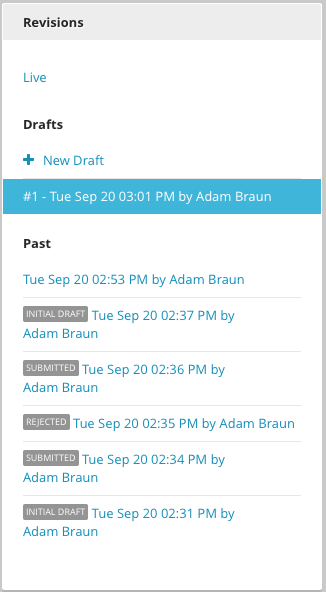 Revisions
Live
Drafts
+ New Draft
#1 - Tue Sep 20 03:01 PM by Adam Braun
Past
Tue Sep 20 02:53 PM by Adam Braun
INITIAL DRAFT Tue Sep 20 02:37 PM by
Adam Braun
SUBMITTED Tue Sep 20 02:36 PM by
Adam Braun
REJECTED Tue Sep 20 02:35 PM by Adam Braun
SUBMITTED Tue Sep 20 02:34 PM by
Adam Braun
INITIAL DRAFT Tue Sep 20 02:31 PM by
Adam Braun